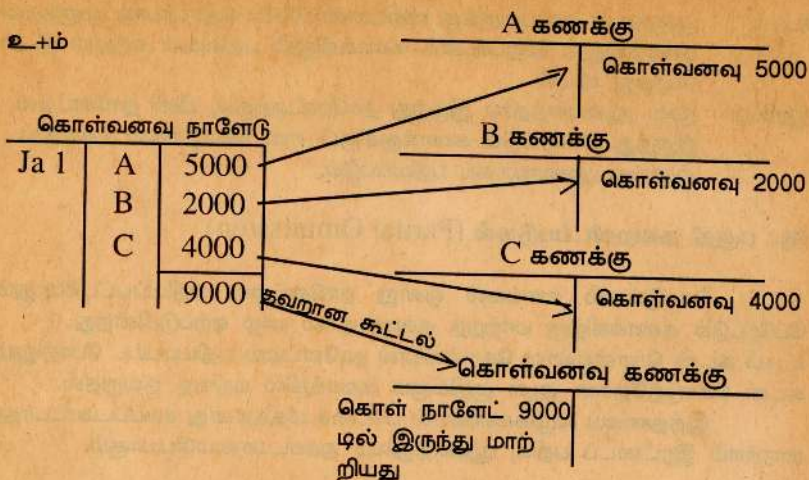 உ+ம்
A கணக்கு
கொள்வனவு 5000
கொள்வனவு நாளேடு
Ja 1 A 5000
B 2000
C 4000
9000
B கணக்கு
கொள்வனவு 2000
C கணக்கு
கொள்வனவு 4000
தவறான கூட்டல்
கொள்வனவு கணக்கு
கொள் நாளேட் 9000
டில் இருந்து மாற்
றியது